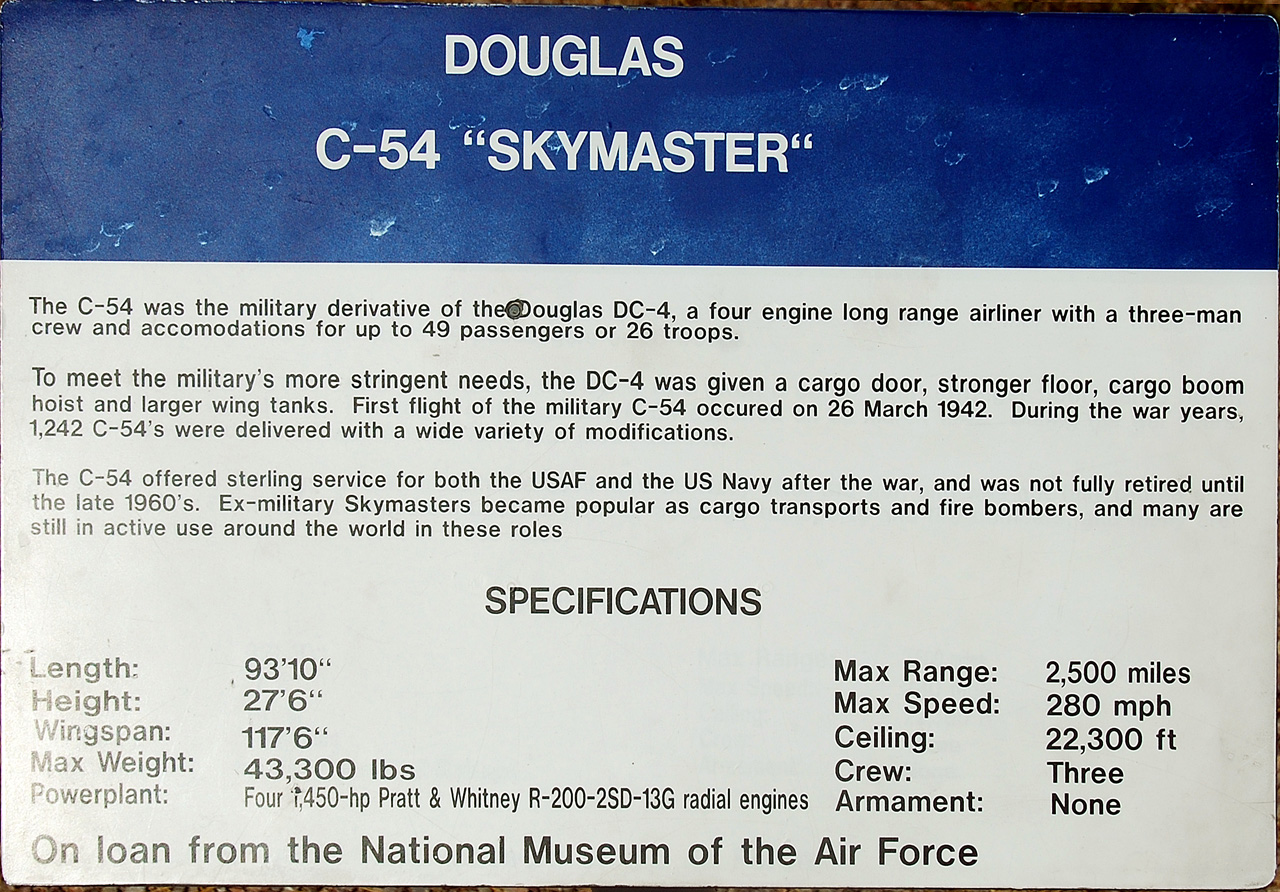 DOUGLAS
C-54 “SKYMASTER“
The C-54 was the military derivative of the Douglas DC-4, a four engine long range airliner with a three-man
crew and accomodations for up to 49 passengers or 26 troops.
To meet the military's more stringent needs, the DC-4 was given a cargo door, stronger floor, cargo boom
hoist and larger wing tanks. First flight of the military C-54 occured on 26 March 1942. During the war years,
1,242 C-54's were delivered with a wide variety of modifications.
The C-54 offered sterling service for both the USAF and the US Navy after the war, and was not fully retired until
the late 1960's. Ex-military Skymasters became popular as cargo transports and fire bombers, and many are
still in active use around the world in these roles
SPECIFICATIONS
Length: 93'10“
Height: 27'6“
Wingspan: 117'6“
Max Weight: 43,300 lbs
Powerplant: Four 1,450-hp Pratt & Whitney R-200-2SD-13G radial engines
Max Range: 2,500 miles
Max Speed: 280 mph
Ceiling: 22,300 ft
Crew: Three
Armament: None
On loan from the National Museum of the Air Force